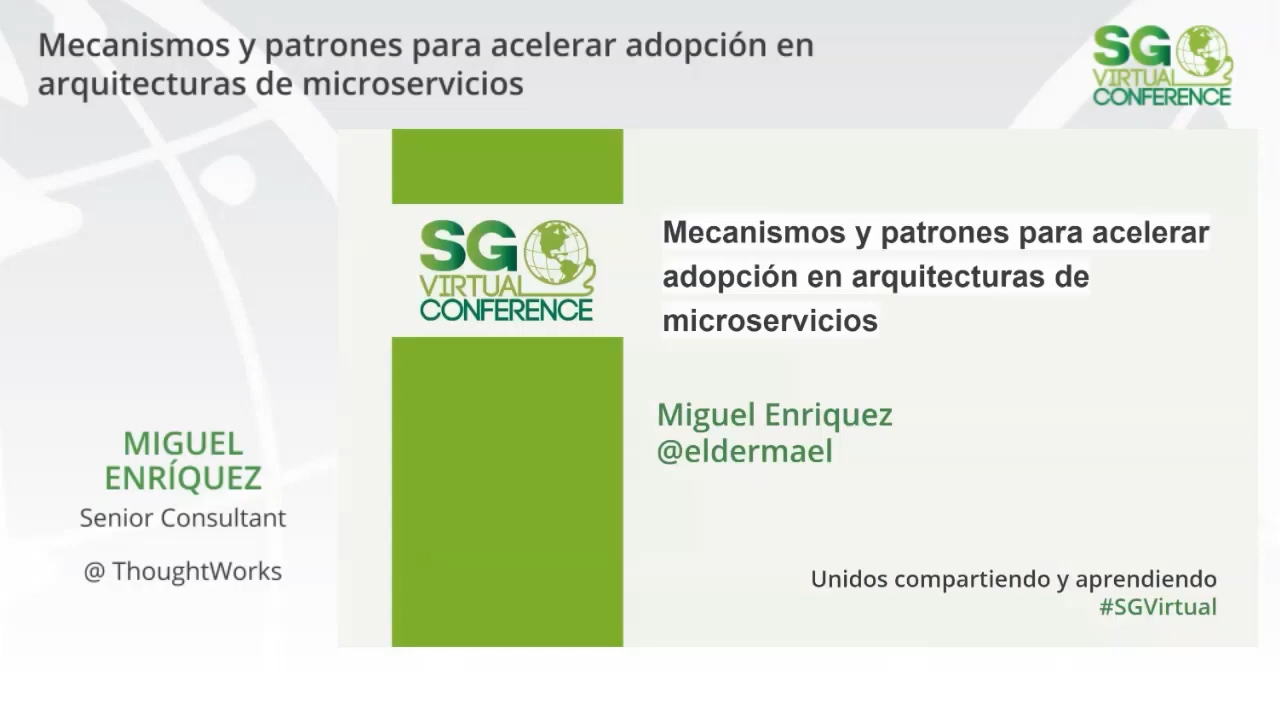 Mecanismos y patrones para acelerar adopción en
arquitecturas de microservicios
SG
VIRTUAL
CONFERENCE
SG
VIRTUAL
CONFERENCE
Mecanismos y patrones para acelerar
adopción en arquitecturas de
microservicios
Miguel Enriquez
@eldermael
MIGUEL
ENRÍQUEZ
Senior Consultant
@ ThoughtWorks
Unidos compartiendo y aprendiendo
#SGVirtual